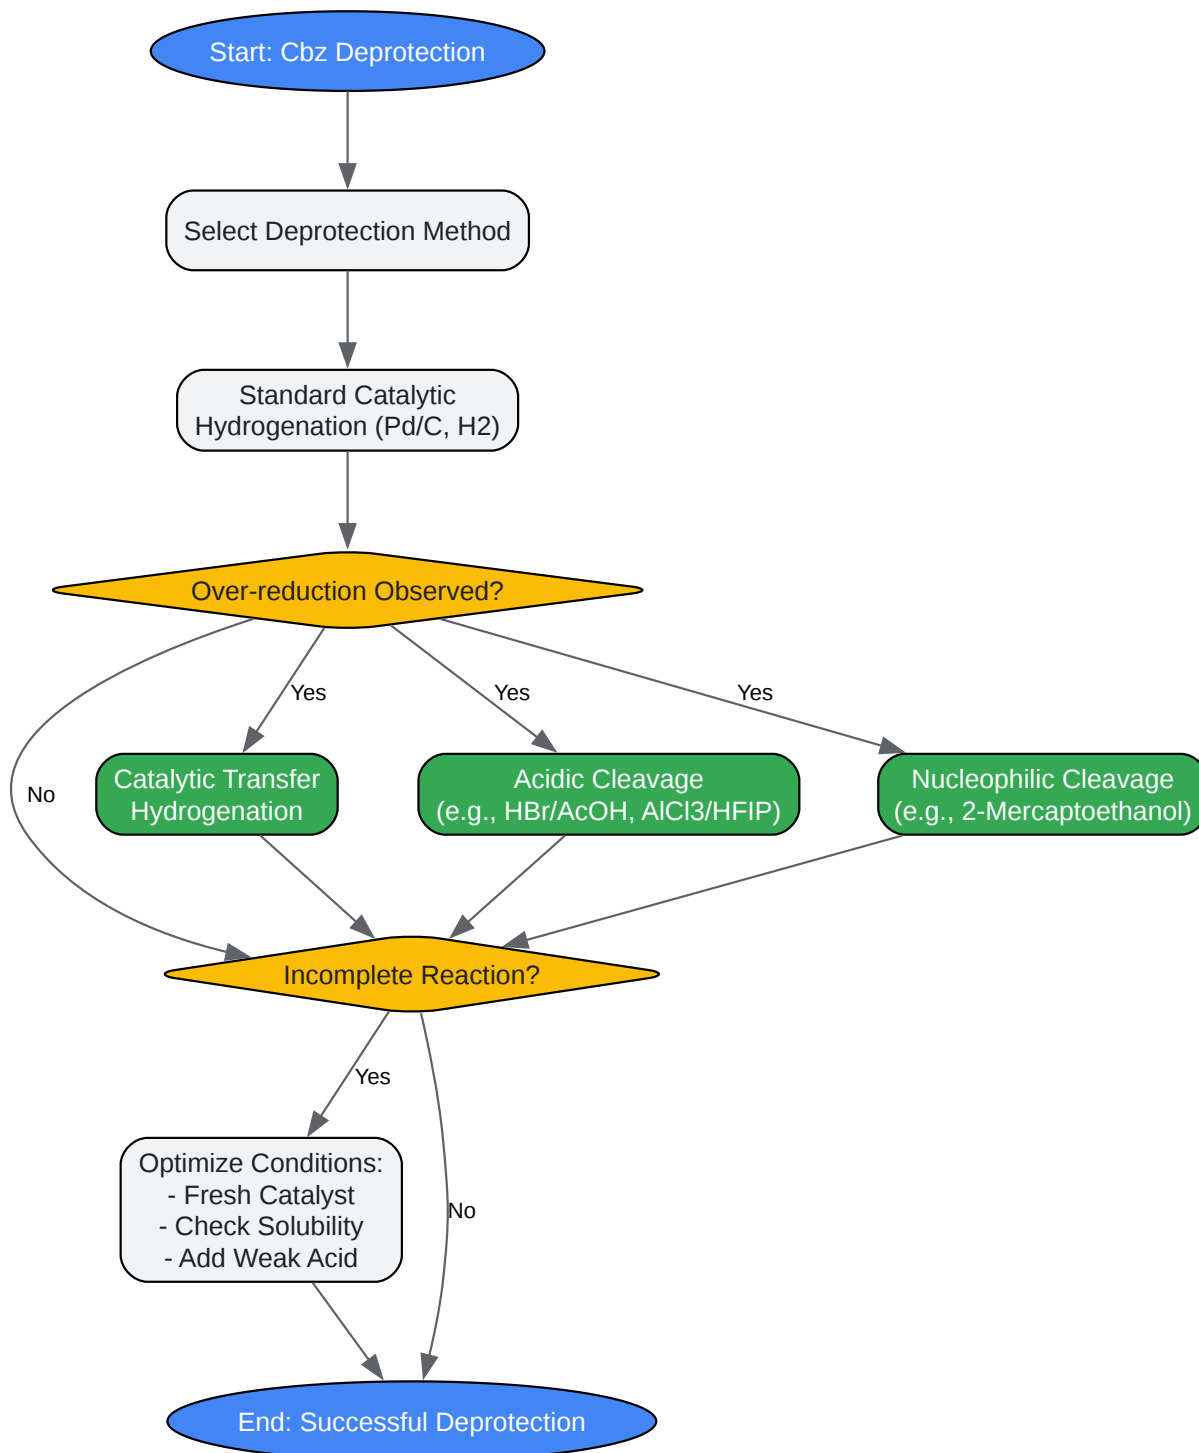 Start: Cbz Deprotection
Select Deprotection Method
Standard Catalytic
Hydrogenation (Pd/C, H2)
Over-reduction Observed?
Yes
Yes
Yes
No
Catalytic Transfer
Hydrogenation
Acidic Cleavage
(e.g., HBr/AcOH, AlCl3/HFIP)
Nucleophilic Cleavage
(e.g., 2-Mercaptoethanol)
Incomplete Reaction?
Yes
No
Optimize Conditions:
- Fresh Catalyst
- Check Solubility
- Add Weak Acid
End: Successful Deprotection